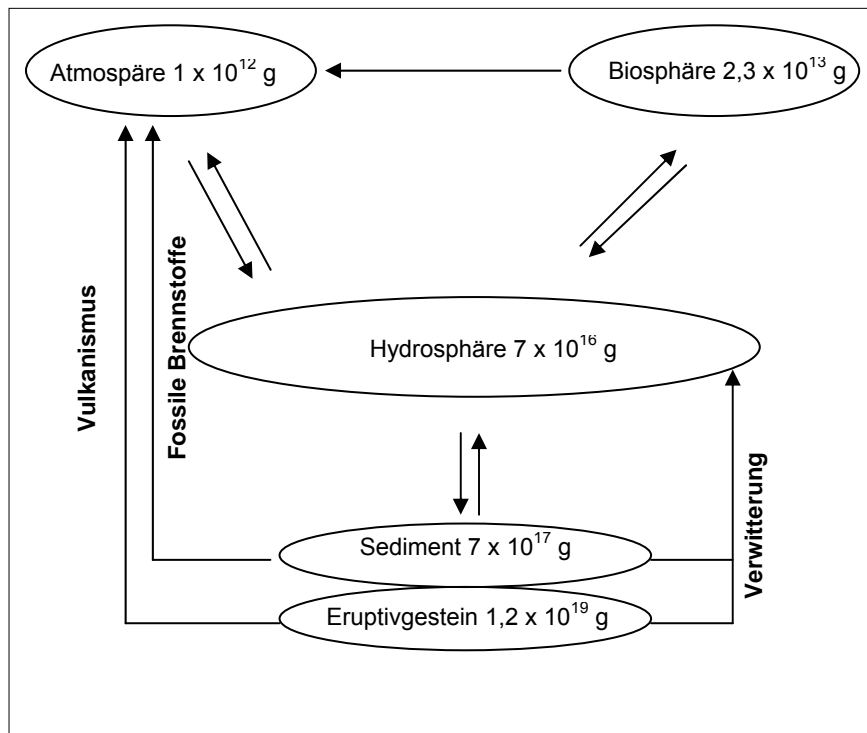 Atmospäre 1 x 10¹² g
Biosphäre 2,3 x 10¹³ g
Vulkanismus
Fossile Brennstoffe
Hydrosphäre 7 x 10¹⁶ g
Verwitterung
Sediment 7 x 10¹⁷ g
Eruptivgestein 1,2 x 10¹⁹ g